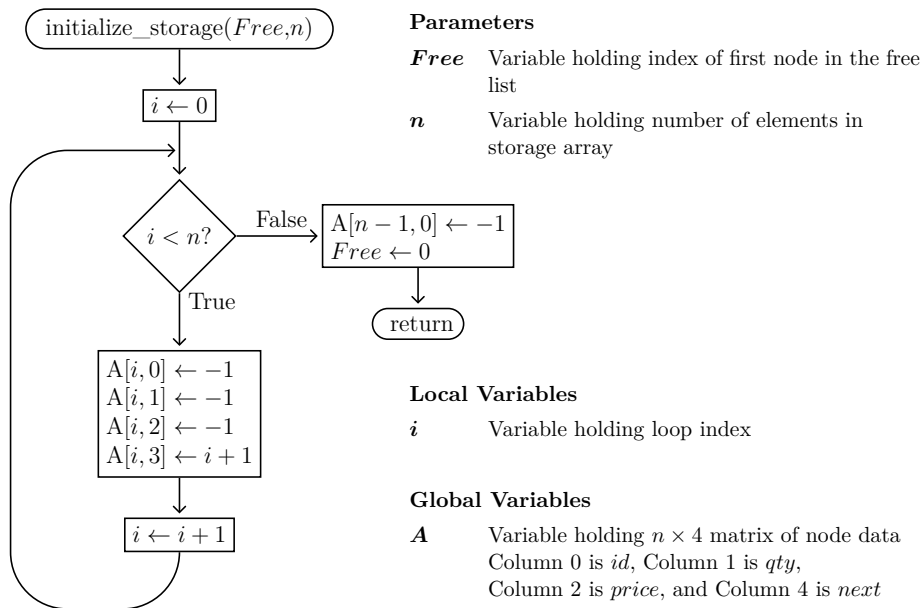 initialize_storage(Free,n)
i ← 0
i < n?
False
A[n − 1, 0] ← −1
Free ← 0
return
True
A[i, 0] ← −1
A[i, 1] ← −1
A[i, 2] ← −1
A[i, 3] ← i + 1
i ← i + 1
Parameters
Free Variable holding index of first node in the free
list
n Variable holding number of elements in
storage array
Local Variables
i Variable holding loop index
Global Variables
A Variable holding n × 4 matrix of node data
Column 0 is id, Column 1 is qty,
Column 2 is price, and Column 4 is next